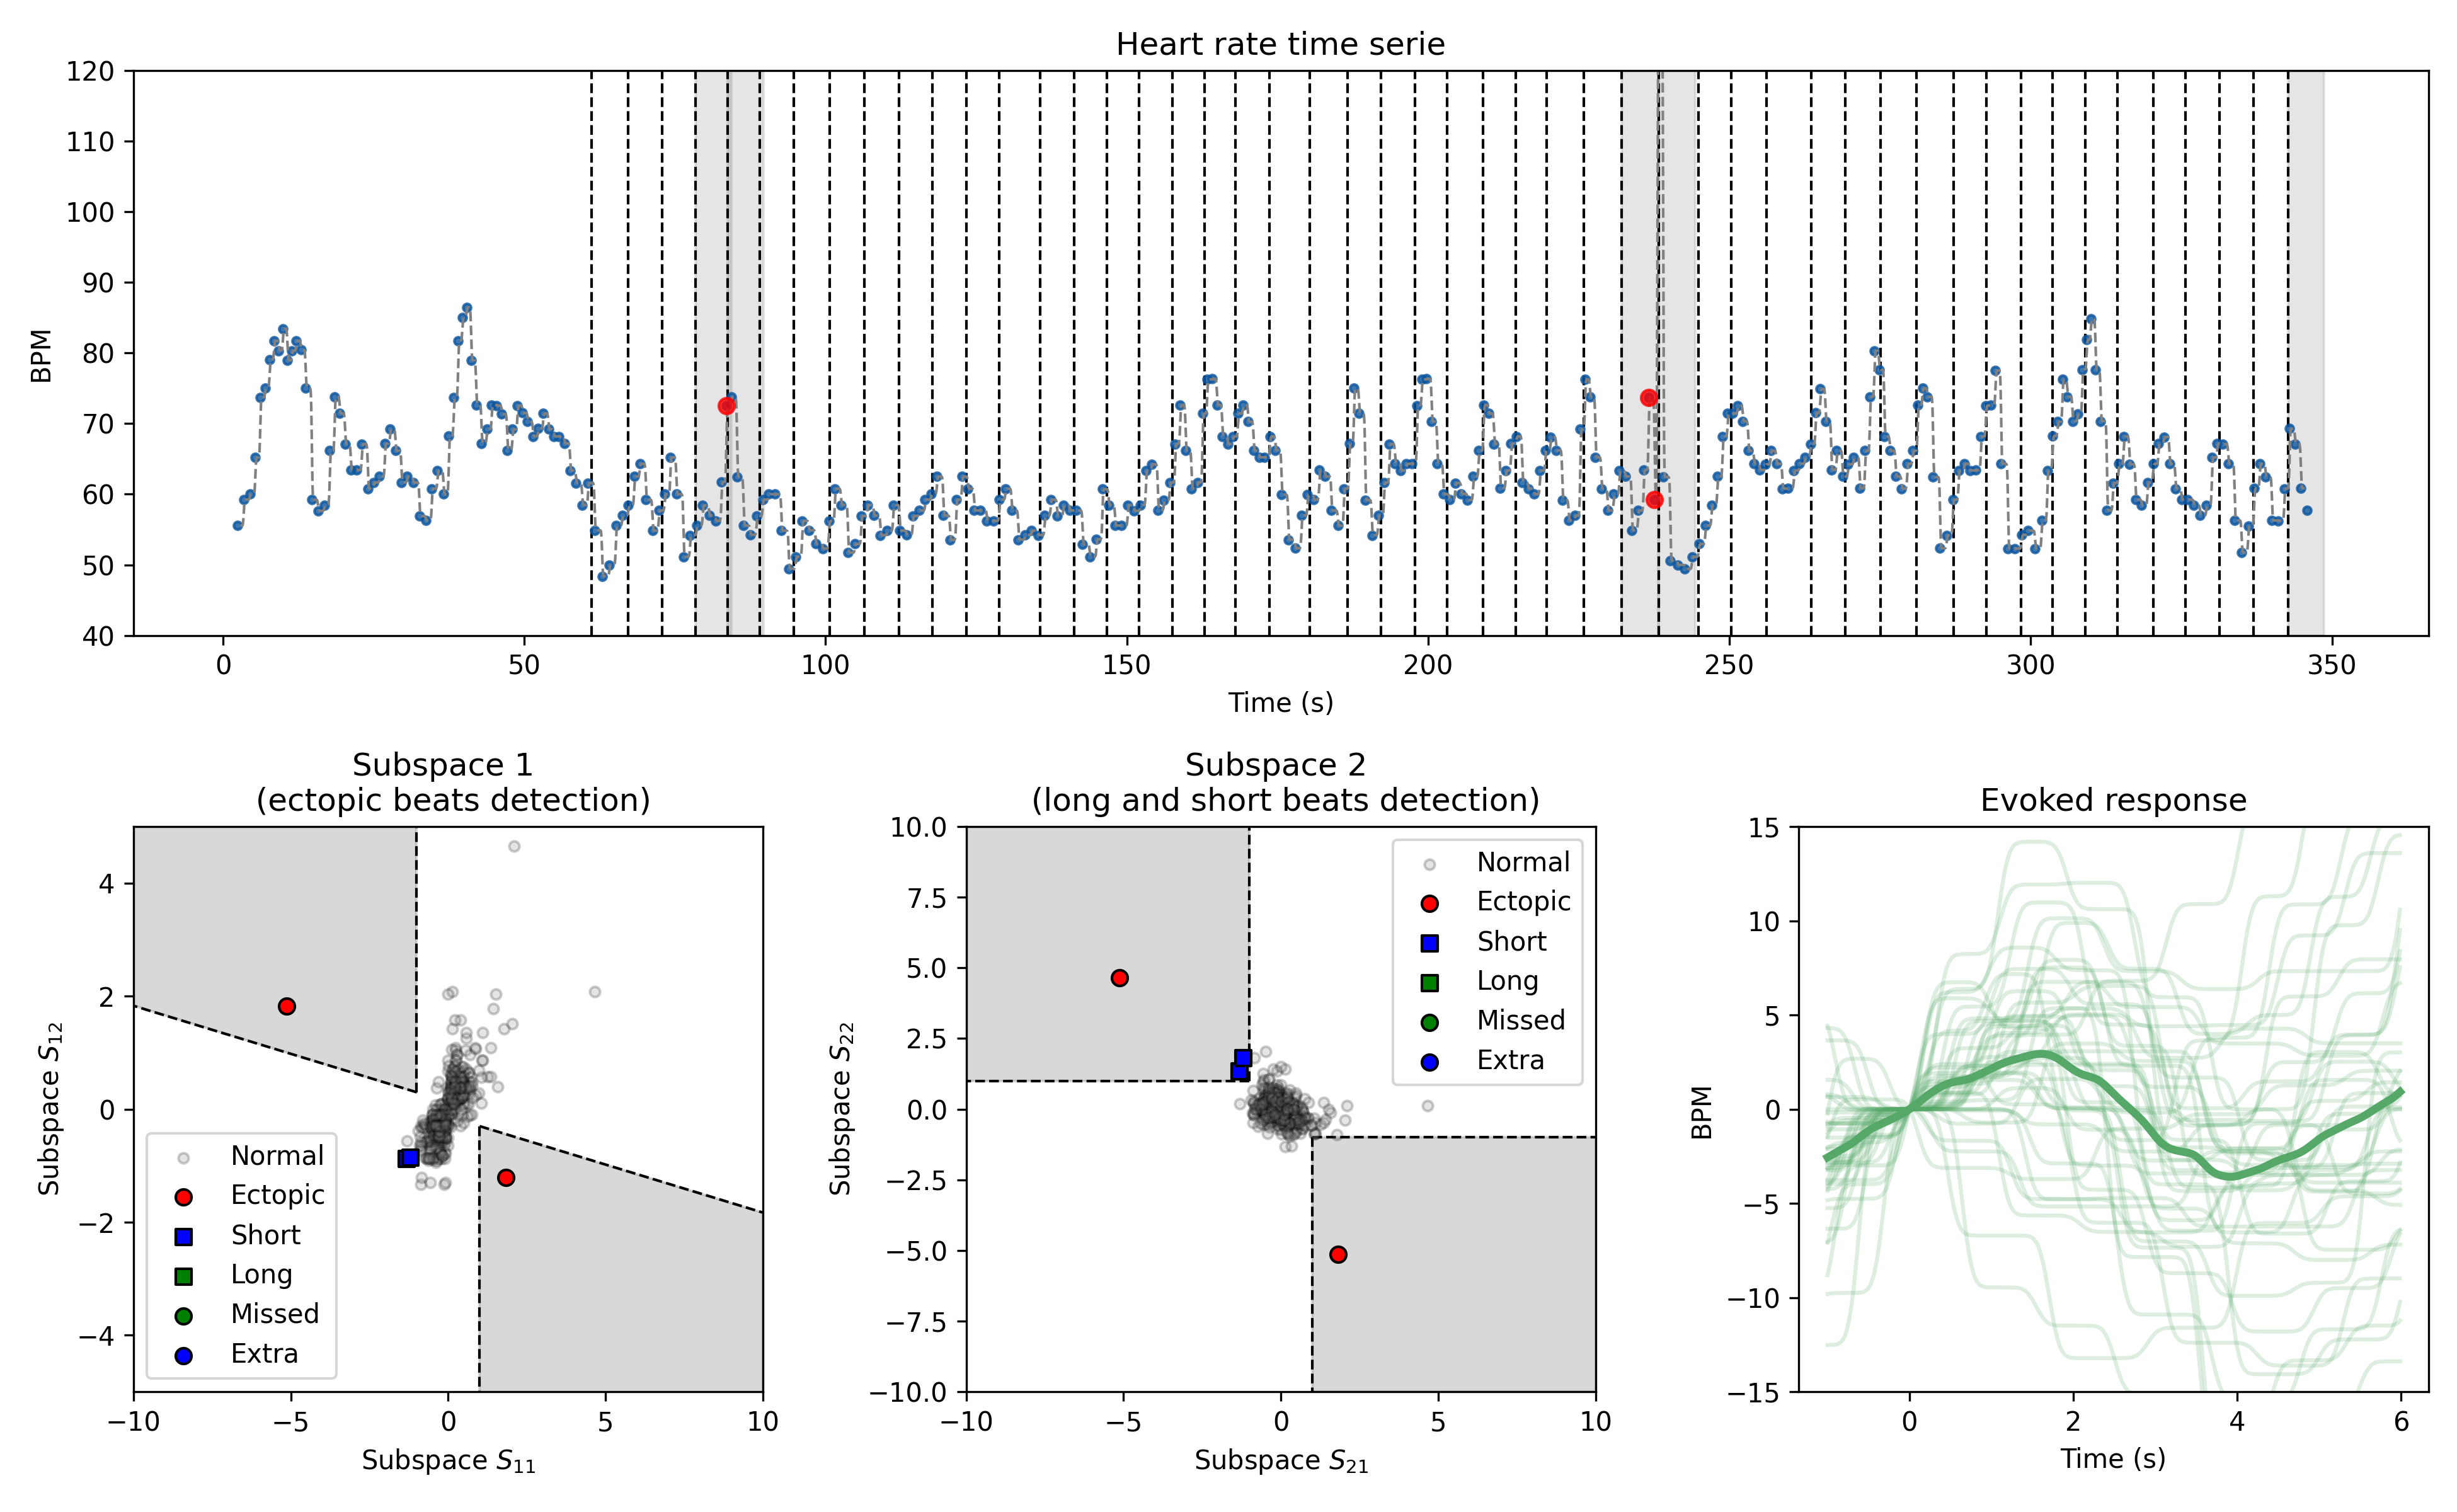 Heart rate time serie
120
110
100
90
80
70
60
50
40
BPM
0 50 100 150 200 250 300 350
Time (s)
Subspace 1
(ectopic beats detection)
4
2
0
−2
−4
Subspace S12
Normal
Ectopic
Short
Long
Missed
Extra
−10 −5 0 5 10
Subspace S11
Subspace 2
(long and short beats detection)
10.0
7.5
5.0
2.5
0.0
−2.5
−5.0
−7.5
−10.0
Subspace S22
Normal
Ectopic
Short
Long
Missed
Extra
−10 −5 0 5 10
Subspace S21
Evoked response
15
10
5
0
−5
−10
−15
BPM
0 2 4 6
Time (s)